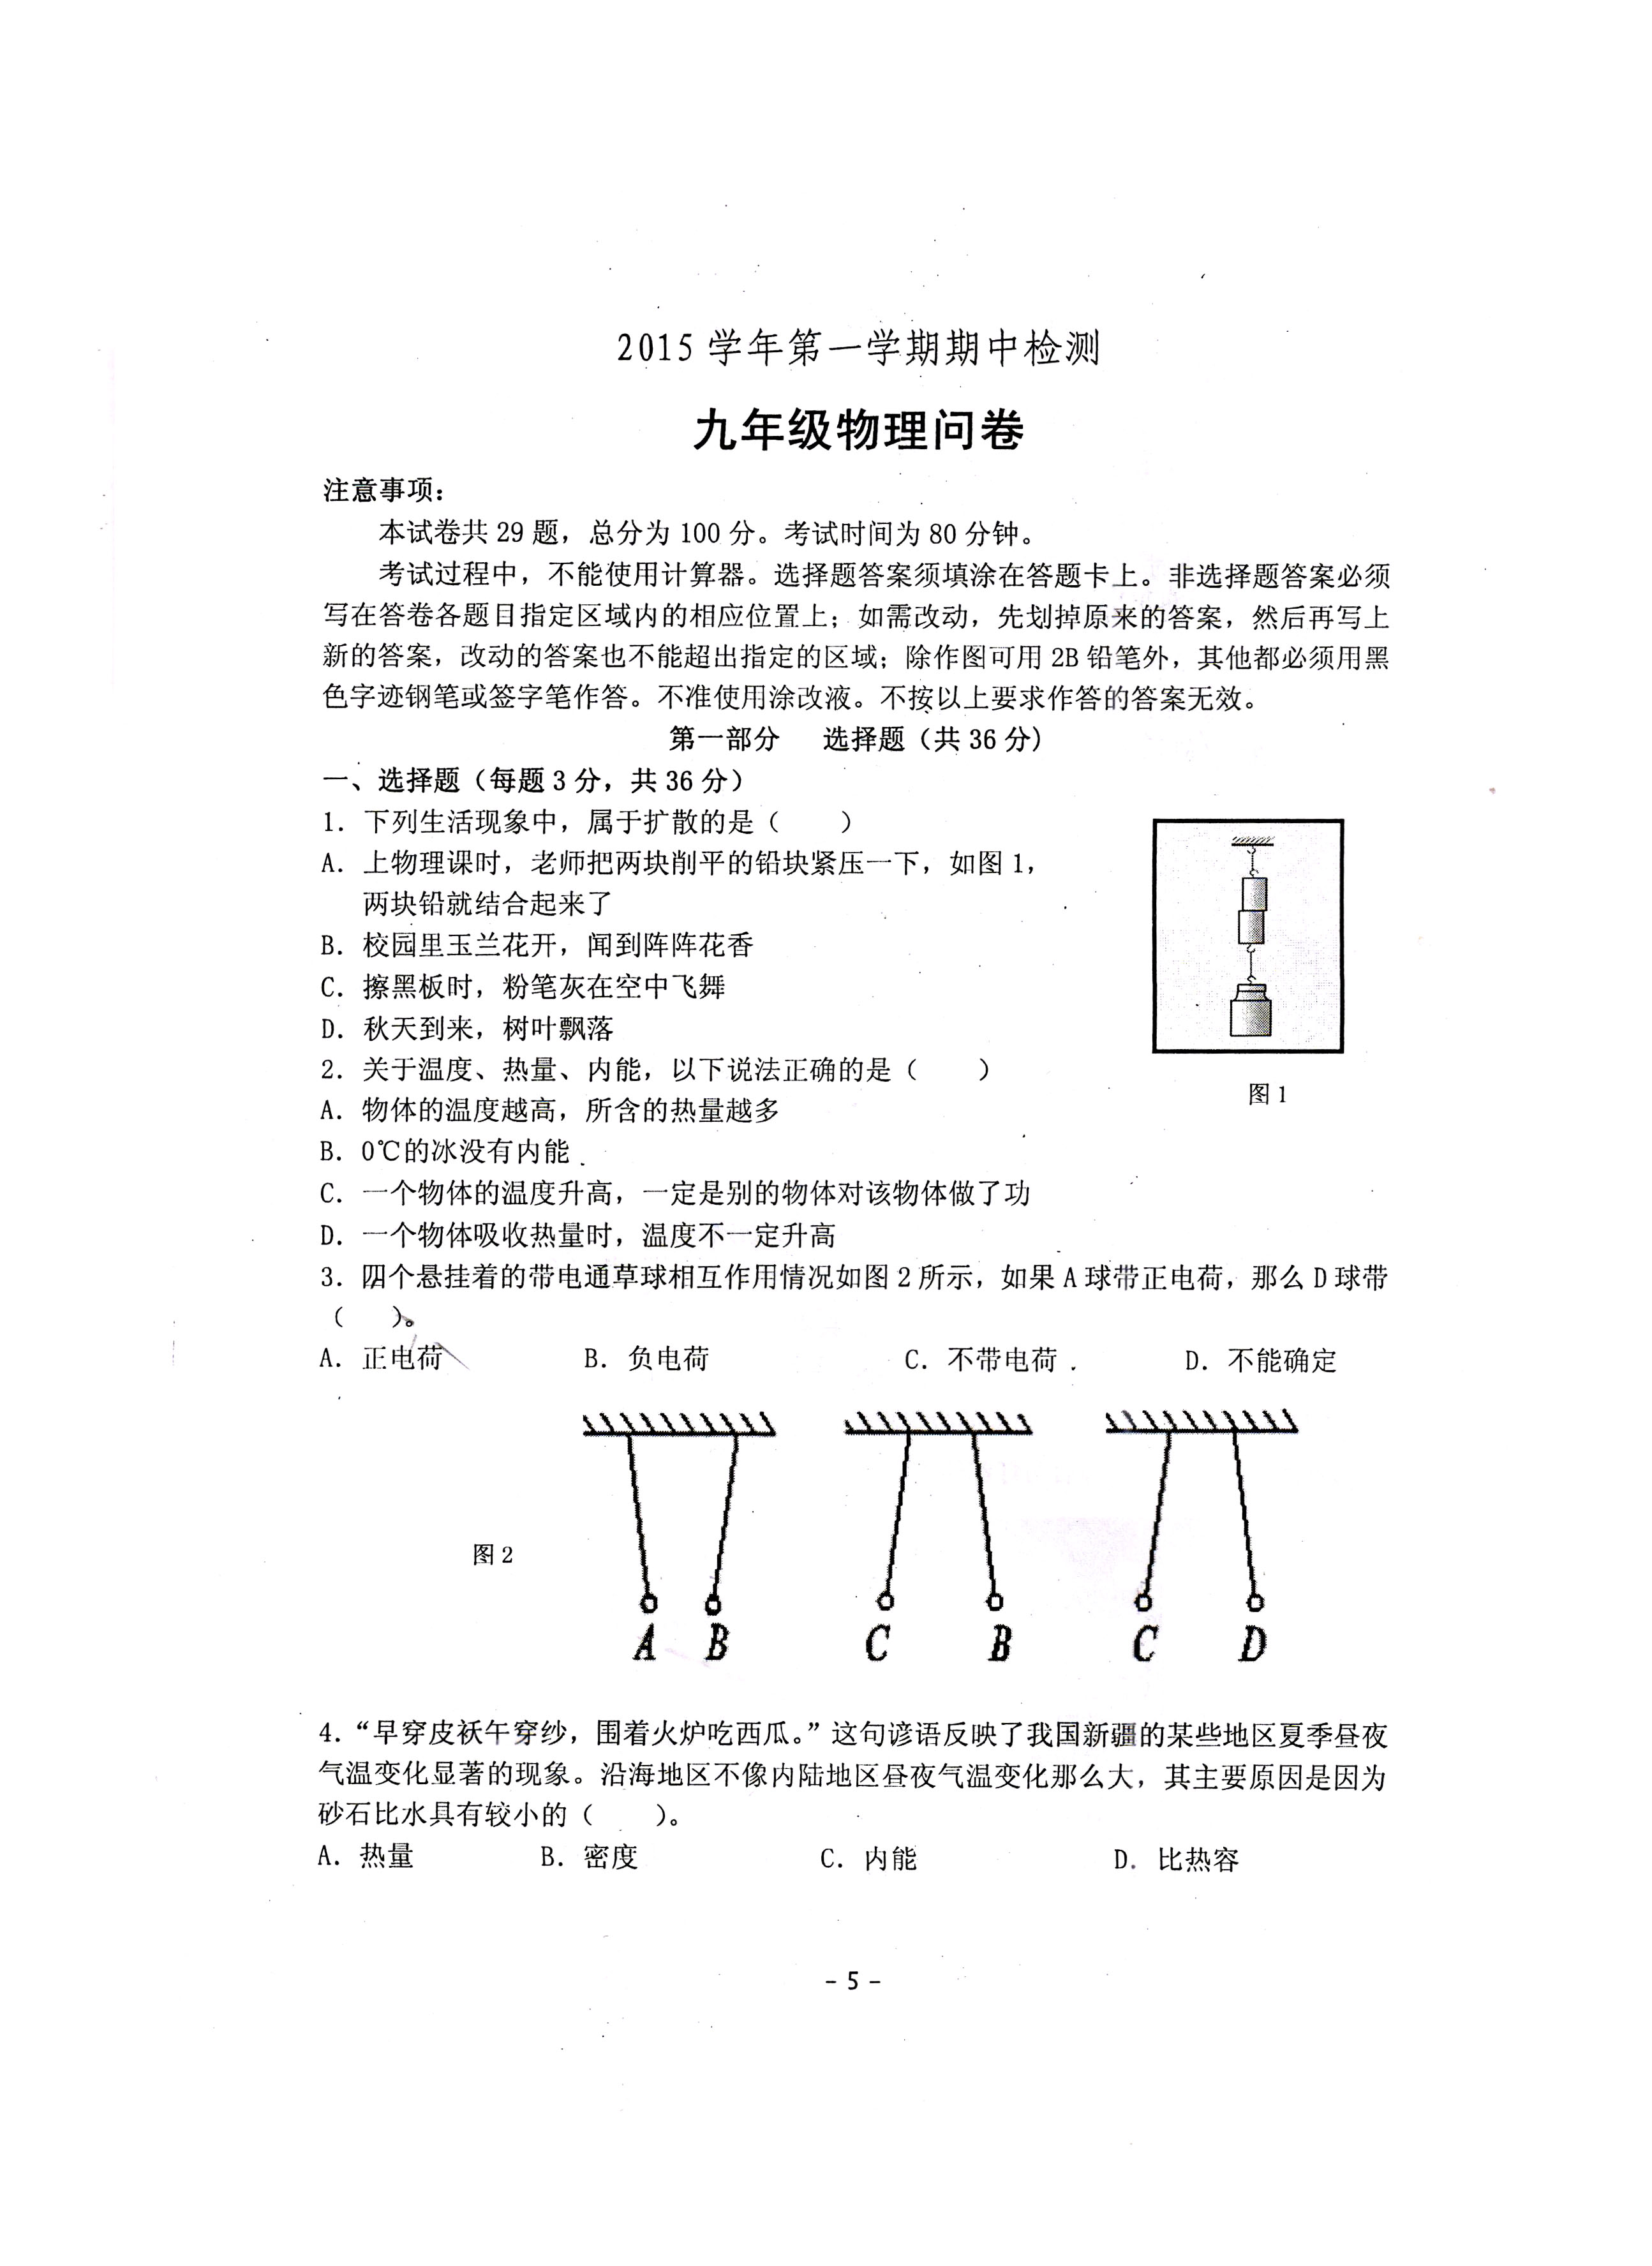 2015 学年第一学期期中检测
九年级物理问卷
注意事项：
本试卷共 29 题，总分为 100 分。考试时间为 80 分钟。
考试过程中，不能使用计算器。选择题答案须填涂在答题卡上。非选择题答案必须
写在答卷各题目指定区域内的相应位置上；如需改动，先划掉原来的答案，然后再写上
新的答案，改动的答案也不能超出指定的区域；除作图可用 2B 铅笔外，其他都必须用黑
色字迹钢笔或签字笔作答。不准使用涂改液。不按以上要求作答的答案无效。
第一部分 选择题（共 36 分）
一、选择题（每题 3 分，共 36 分）
1. 下列生活现象中，属于扩散的是（ ）
A. 上物理课时，老师把两块削平的铅块紧压一下，如图 1，
两块铅就结合起来了
B. 校园里玉兰花开，闻到阵阵花香
C. 擦黑板时，粉笔灰在空中飞舞
D. 秋天到来，树叶飘落
图 1
2. 关于温度、热量、内能，以下说法正确的是（ ）
A. 物体的温度越高，所含的热量越多
B. 0℃的冰没有内能
C. 一个物体的温度升高，一定是别的物体对该物体做了功
D. 一个物体吸收热量时，温度不一定升高
3. 四个悬挂着的带电通草球相互作用情况如图 2 所示，如果 A 球带正电荷，那么 D 球带
（ ）。
A. 正电荷 B. 负电荷 C. 不带电荷 D. 不能确定
图 2
A B C B C D
4. “早穿皮袄午穿纱，围着火炉吃西瓜。”这句谚语反映了我国新疆的某些地区夏季昼夜
气温变化显著的现象。沿海地区不像内陆地区昼夜气温变化那么大，其主要原因是因为
砂石比水具有较小的（ ）。
A. 热量 B. 密度 C. 内能 D. 比热容
- 5 -